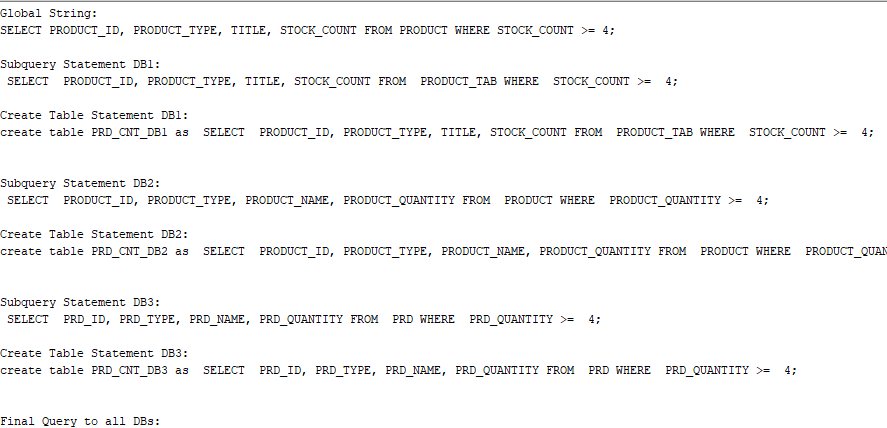 Global String:
SELECT PRODUCT_ID, PRODUCT_TYPE, TITLE, STOCK_COUNT FROM PRODUCT WHERE STOCK_COUNT >= 4;
Subquery Statement DB1:
SELECT  PRODUCT_ID, PRODUCT_TYPE, TITLE, STOCK_COUNT FROM  PRODUCT_TAB WHERE  STOCK_COUNT >=  4;
Create Table Statement DB1:
create table PRD_CNT_DB1 as  SELECT  PRODUCT_ID, PRODUCT_TYPE, TITLE, STOCK_COUNT FROM  PRODUCT_TAB WHERE  STOCK_COUNT >=  4;
Subquery Statement DB2:
SELECT  PRODUCT_ID, PRODUCT_TYPE, PRODUCT_NAME, PRODUCT_QUANTITY FROM  PRODUCT WHERE  PRODUCT_QUANTITY >=  4;
Create Table Statement DB2:
create table PRD_CNT_DB2 as  SELECT  PRODUCT_ID, PRODUCT_TYPE, PRODUCT_NAME, PRODUCT_QUANTITY FROM  PRODUCT WHERE  PRODUCT_QUAN
Subquery Statement DB3:
SELECT  PRD_ID, PRD_TYPE, PRD_NAME, PRD_QUANTITY FROM  PRD WHERE  PRD_QUANTITY >=  4;
Create Table Statement DB3:
create table PRD_CNT_DB3 as  SELECT  PRD_ID, PRD_TYPE, PRD_NAME, PRD_QUANTITY FROM  PRD WHERE  PRD_QUANTITY >=  4;
Final Query to all DBs: